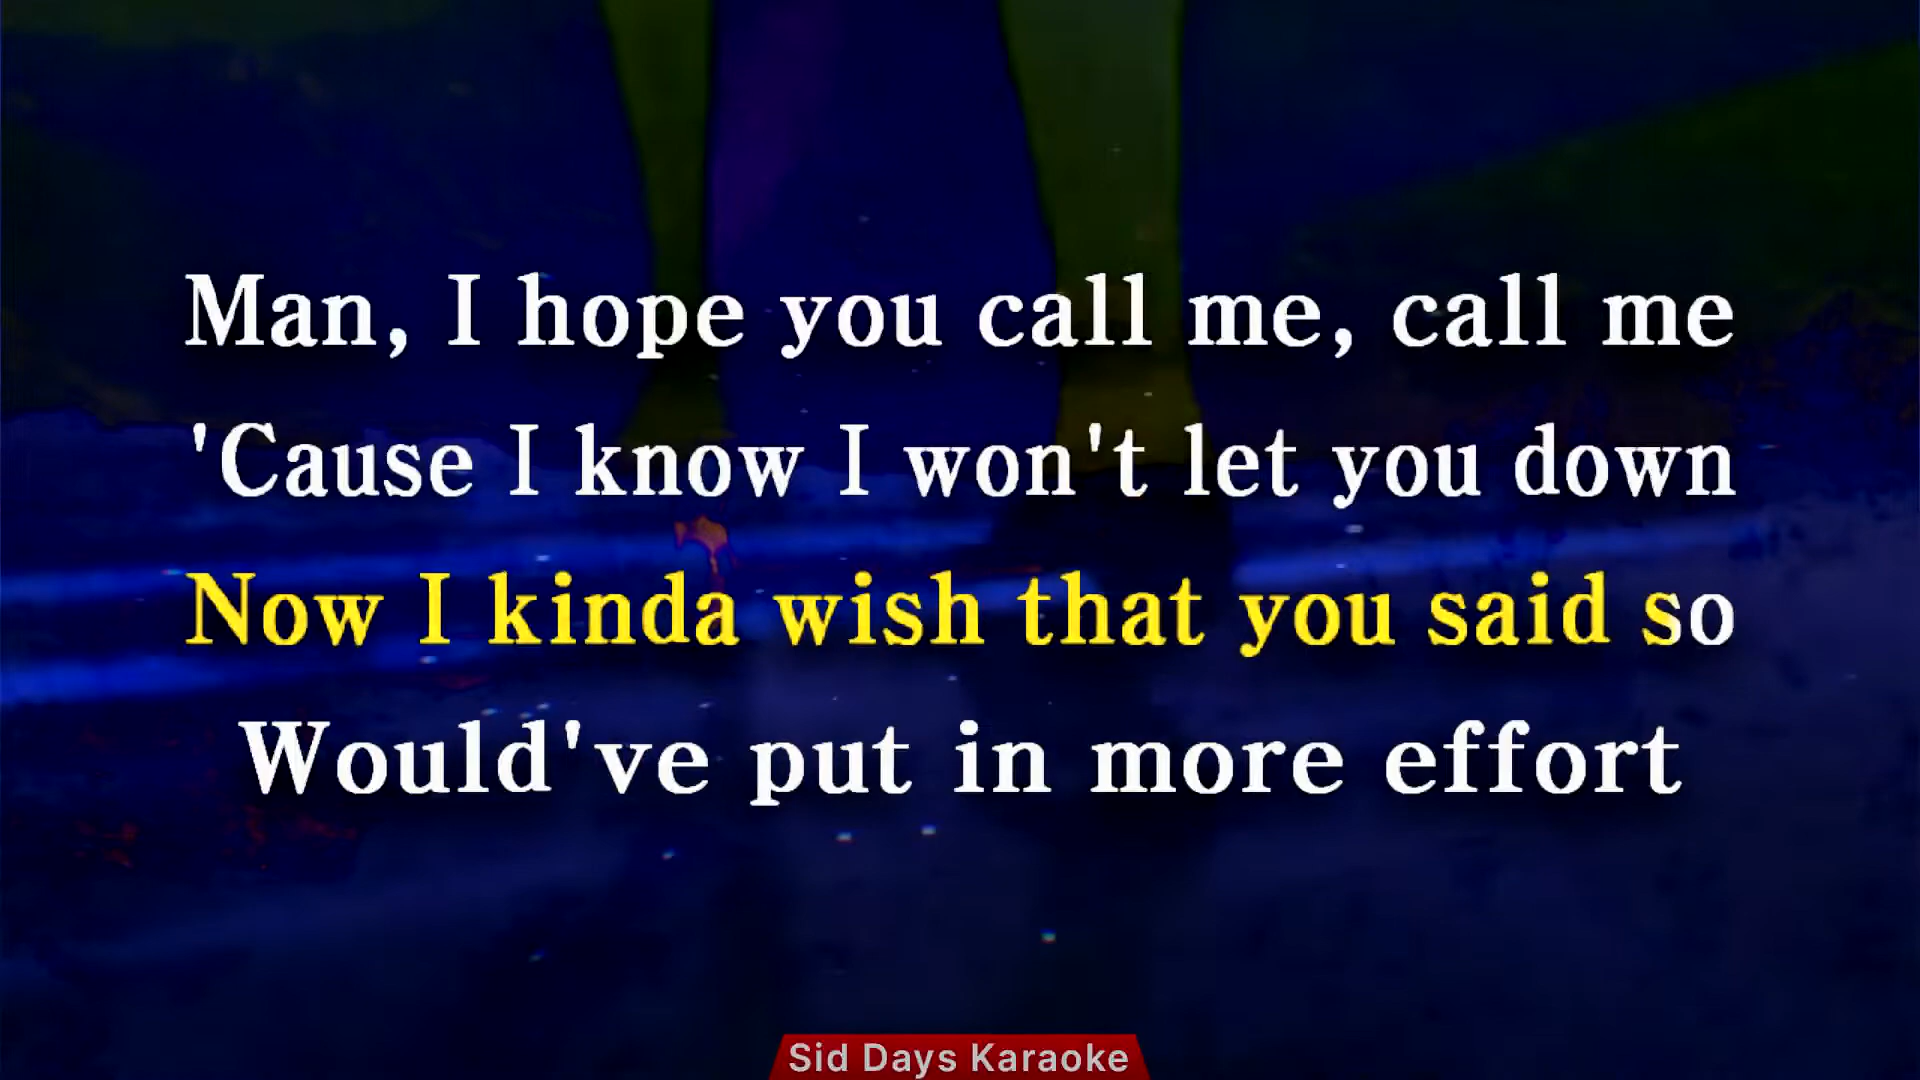 Man, I hope you call me, call me
'Cause I know I won't let you down
Now I kinda wish that you said so
Would've put in more effort
Sid Days Karaoke